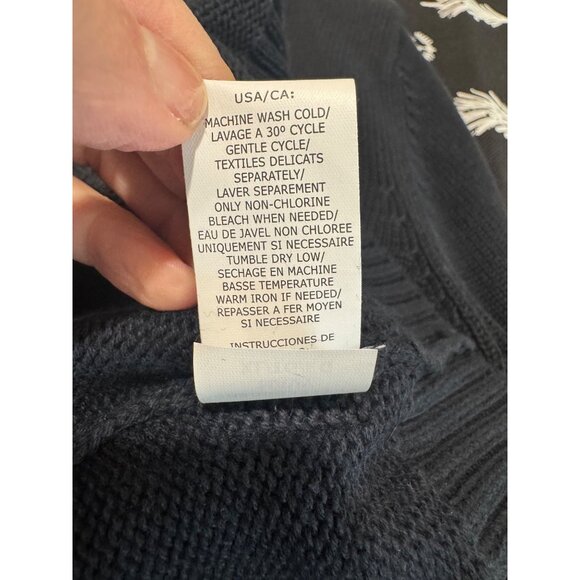 USA/CA:
MACHINE WASH COLD/
LAVAGE A 30º CYCLE
GENTLE CYCLE/
TEXTILES DELICATS
SEPARATELY/
LAVER SEPAREMENT
ONLY NON-CHLORINE
BLEACH WHEN NEEDED/
EAU DE JAVEL NON CHLOREE
UNIQUEMENT SI NECESSAIRE
TUMBLE DRY LOW/
SECHAGE EN MACHINE
BASSE TEMPERATURE
WARM IRON IF NEEDED/
REPASSER A FER MOYEN
SI NECESSAIRE
INSTRUCCIONES DE